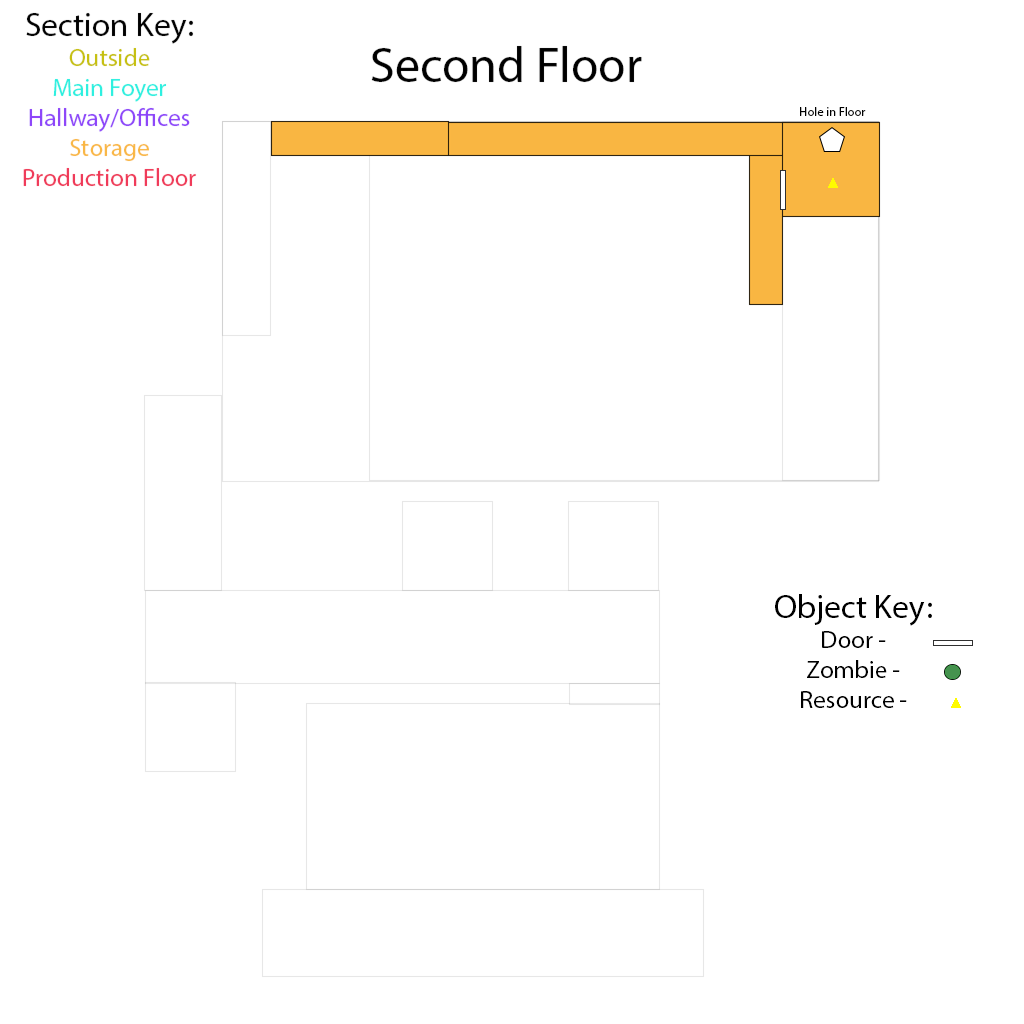 Section Key:
Outside
Main Foyer
Hallway/Offices
Storage
Production Floor
Second Floor
Hole in Floor
Object Key:
Door -
Zombie -
Resource -